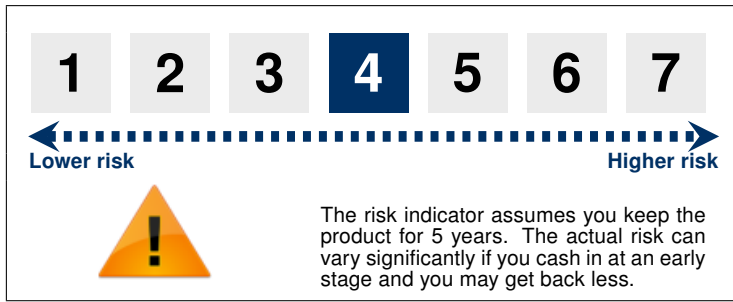 1 2 3 4 5 6 7
Lower risk Higher risk
!
The risk indicator assumes you keep the
product for 5 years. The actual risk can
vary significantly if you cash in at an early
stage and you may get back less.